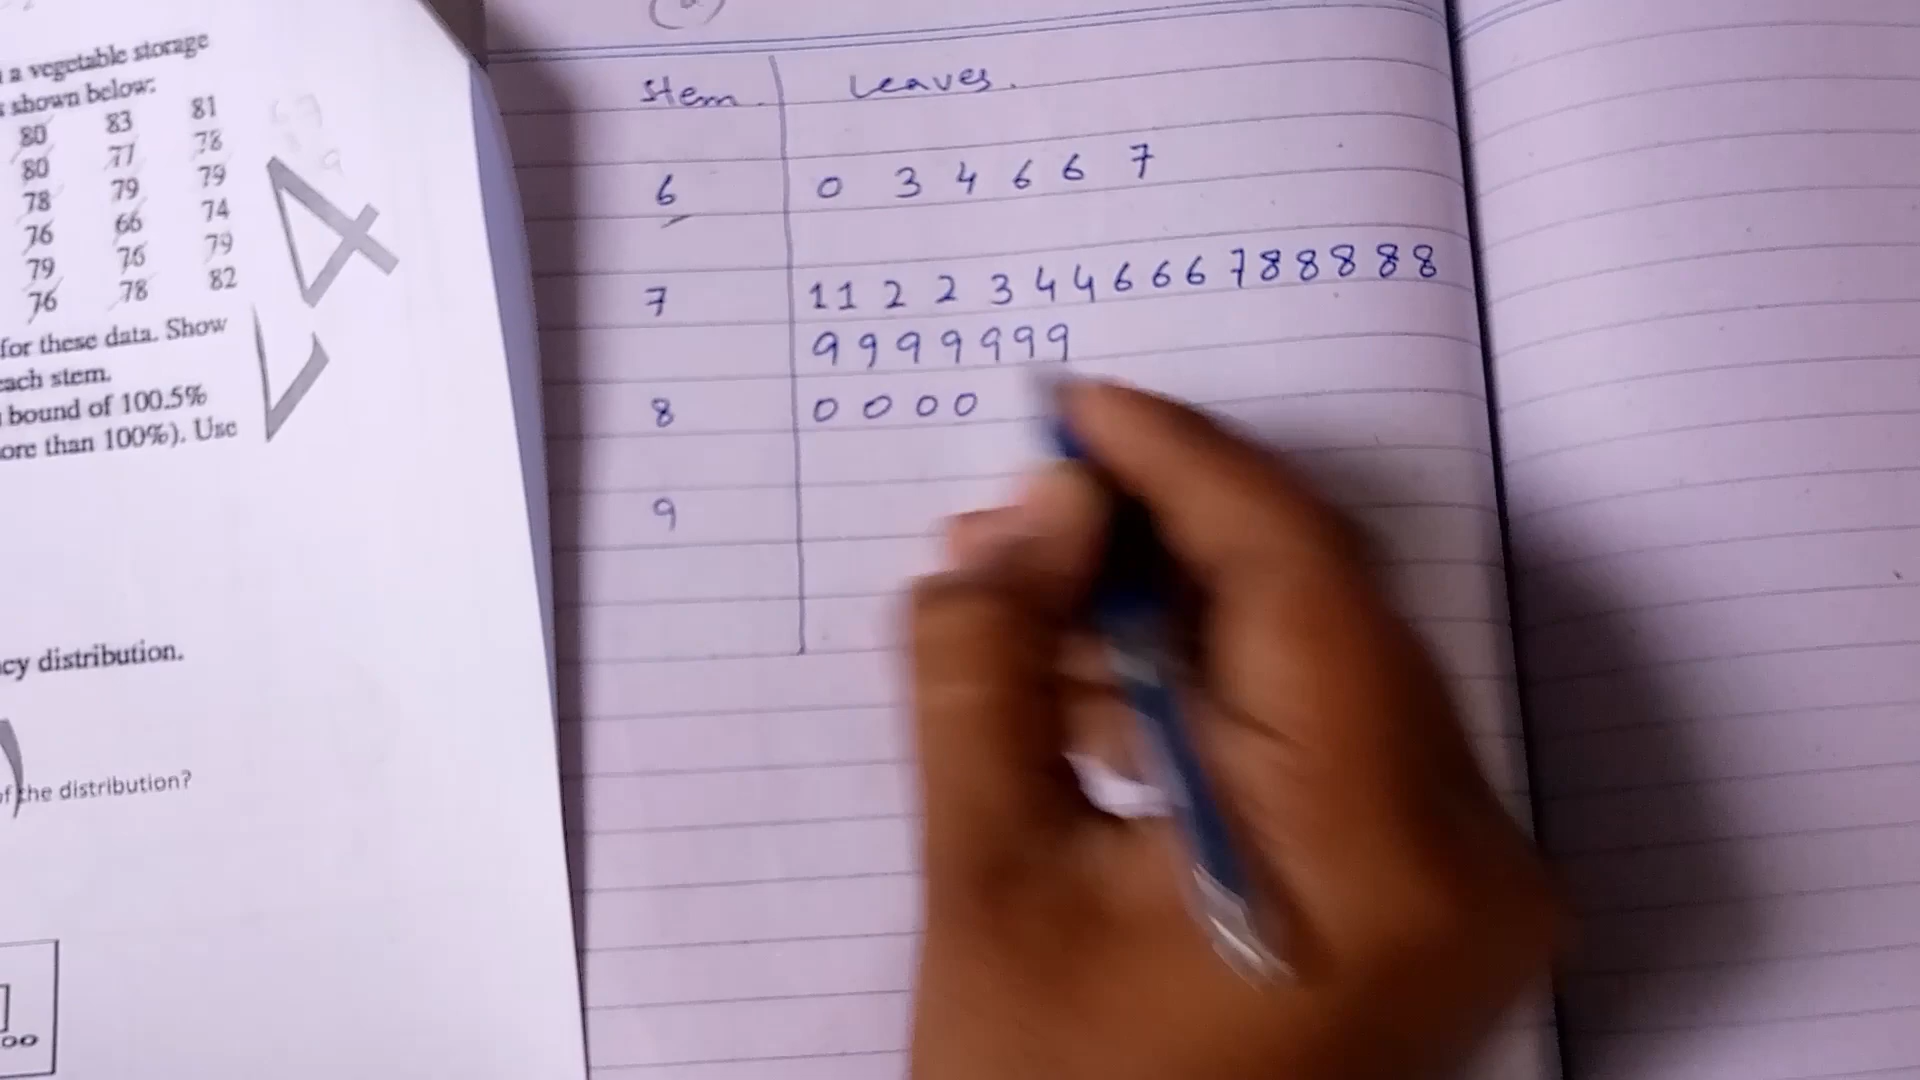 a vegetable storage
shown below:
80 83 81
80 77 78
78 79 79
76 66 74
79 76 79
76 78 82
for these data. Show
each stem.
bound of 100.5%
ore than 100%). Use
cy distribution.
of the distribution?
00
Stem Leaves.
6 0 3 4 6 6 7
7 1 1 2 2 3 4 4 6 6 6 7 8 8 8 8 8
9 9 9 9 9 9 9
8 0 0 0 0
9